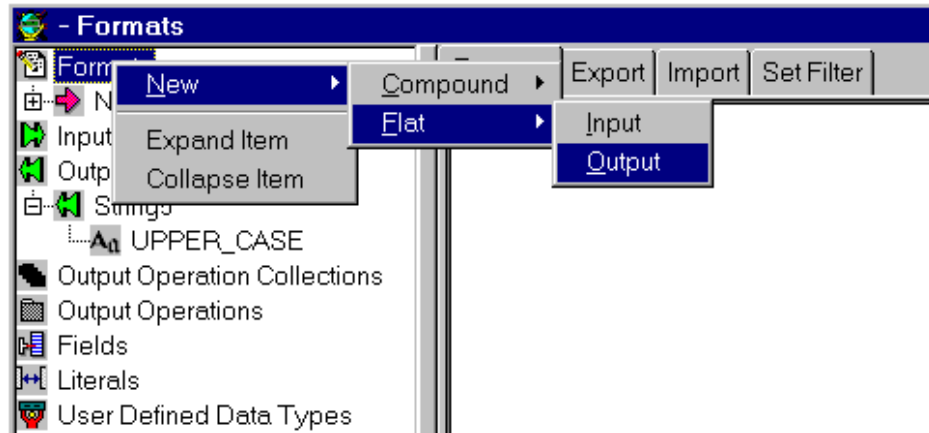 - Formats
Export Import Set Filter
New
Compound
Flat
Input
Output
Expand Item
Collapse Item
Input
UPPER_CASE
Output Operation Collections
Output Operations
Fields
Literals
User Defined Data Types